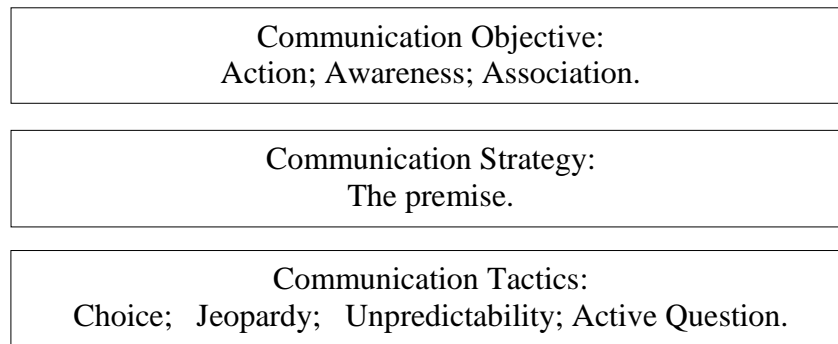 Communication Objective:
Action; Awareness; Association.
Communication Strategy:
The premise.
Communication Tactics:
Choice; Jeopardy; Unpredictability; Active Question.